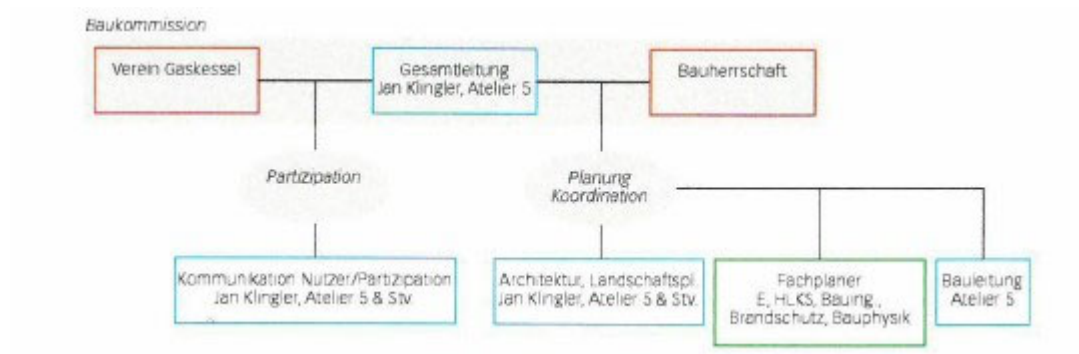 Baukommission
Verein Gaskessel
Gesamtleitung
Jan Klingler, Atelier 5
Bauherrschaft
Partizipation
Planung
Koordination
Kommunikation Nutzer/Partizipation
Jan Klingler, Atelier 5 & Stv.
Architektur, Landschaftspl.
Jan Klingler, Atelier 5 & Stv.
Fachplaner
E, HLKS, Bauing.,
Brandschutz, Bauphysik
Bauleitung
Atelier 5